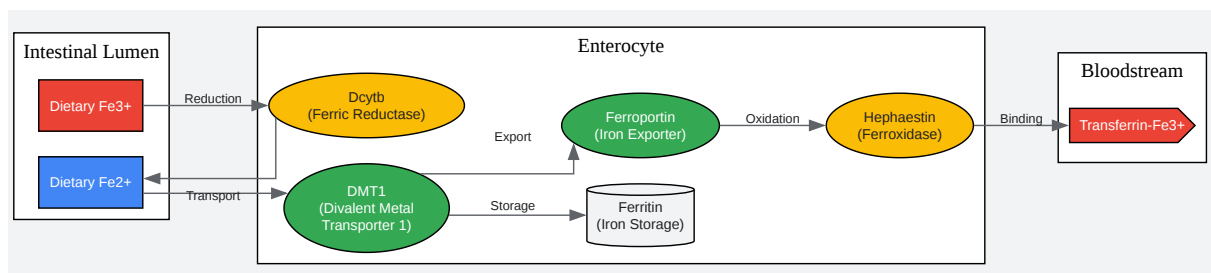 Intestinal Lumen
Dietary Fe3+
Dietary Fe2+
Reduction
Transport
Enterocyte
Dcytb
(Ferric Reductase)
DMT1
(Divalent Metal
Transporter 1)
Export
Storage
Ferroportin
(Iron Exporter)
Ferritin
(Iron Storage)
Oxidation
Hephaestin
(Ferroxidase)
Binding
Bloodstream
Transferrin-Fe3+